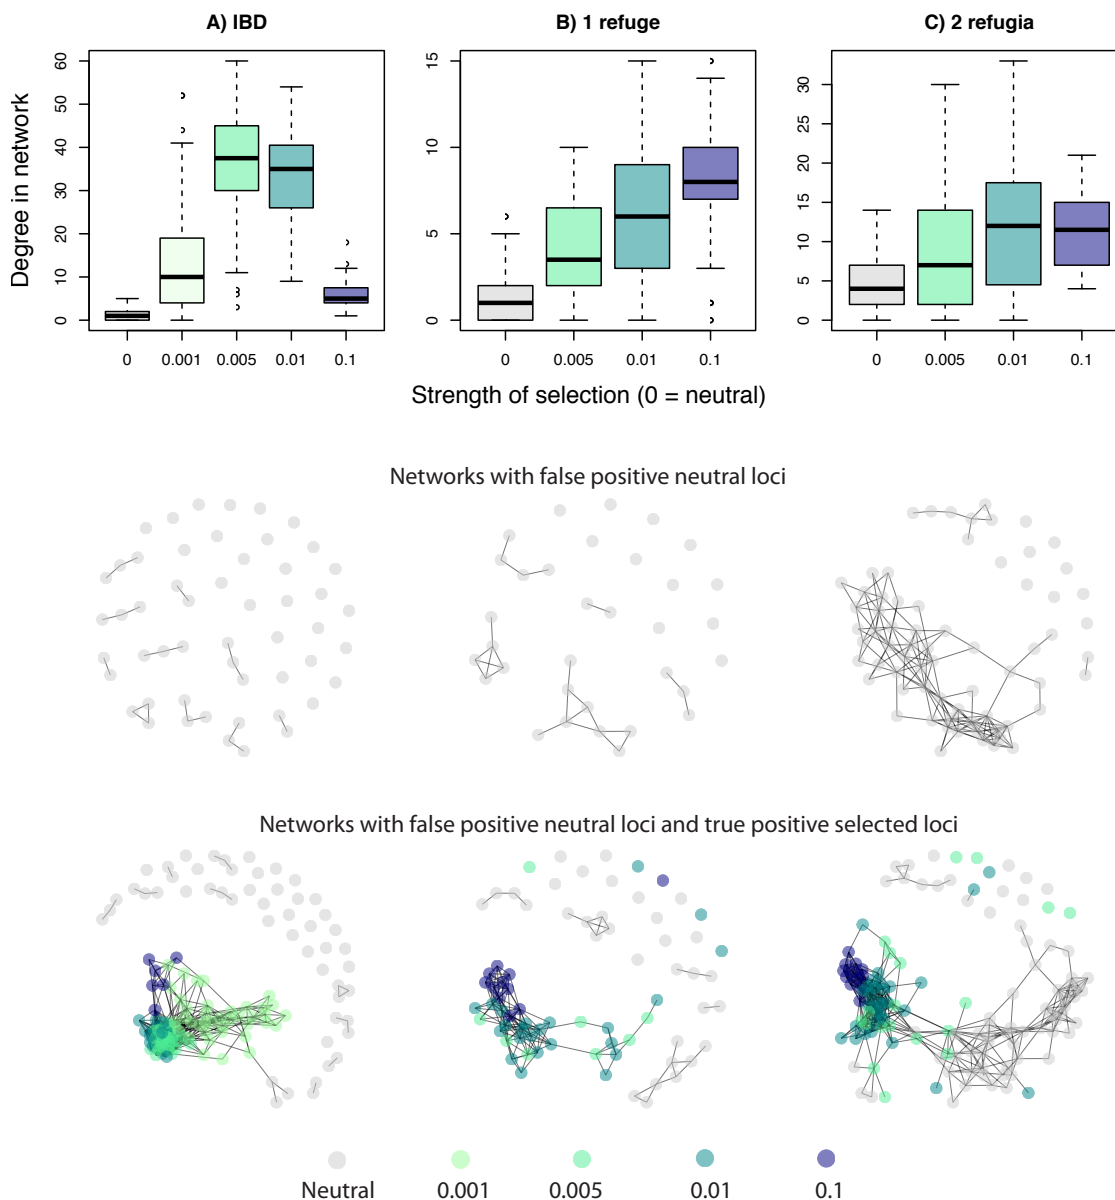 A) IBD
B) 1 refuge
C) 2 refugia
Degree in network
60
50
40
30
20
10
0
0 0.001 0.005 0.01 0.1
15
10
5
0
0 0.005 0.01 0.1
30
25
20
15
10
5
0
0 0.005 0.01 0.1
Strength of selection (0 = neutral)
Networks with false positive neutral loci
Networks with false positive neutral loci and true positive selected loci
Neutral 0.001 0.005 0.01 0.1